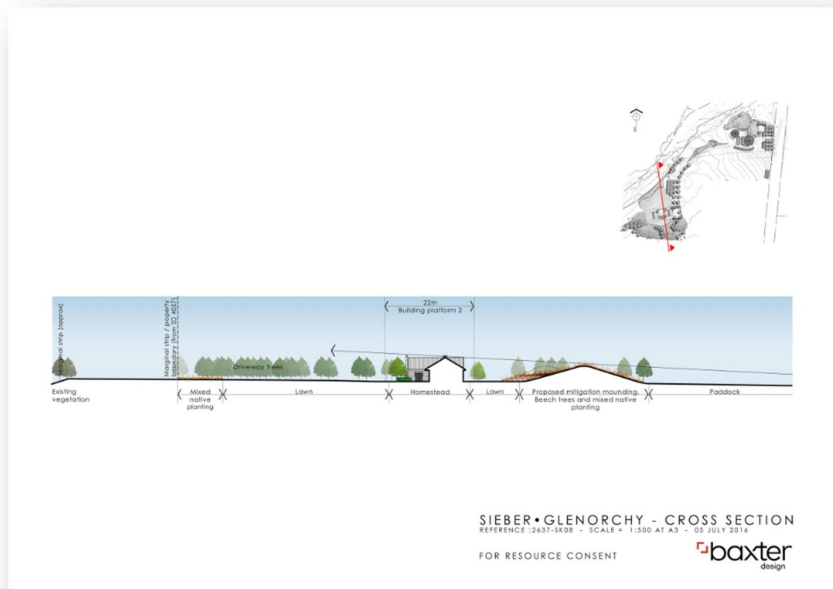 22m
Building platform 2
Marginal strip (approx)
Marginal strip / property
boundary (from SO 4037)
Driveway trees
Existing
vegetation
Mixed
native
planting
Lawn
Homestead
Lawn
Proposed mitigation mounding.
Beech trees and mixed native
planting
Paddock
SIEBER•GLENORCHY - CROSS SECTION
REFERENCE :2637-SK08 - SCALE = 1:500 AT A3 - 05 JULY 2016
FOR RESOURCE CONSENT
baxter
design